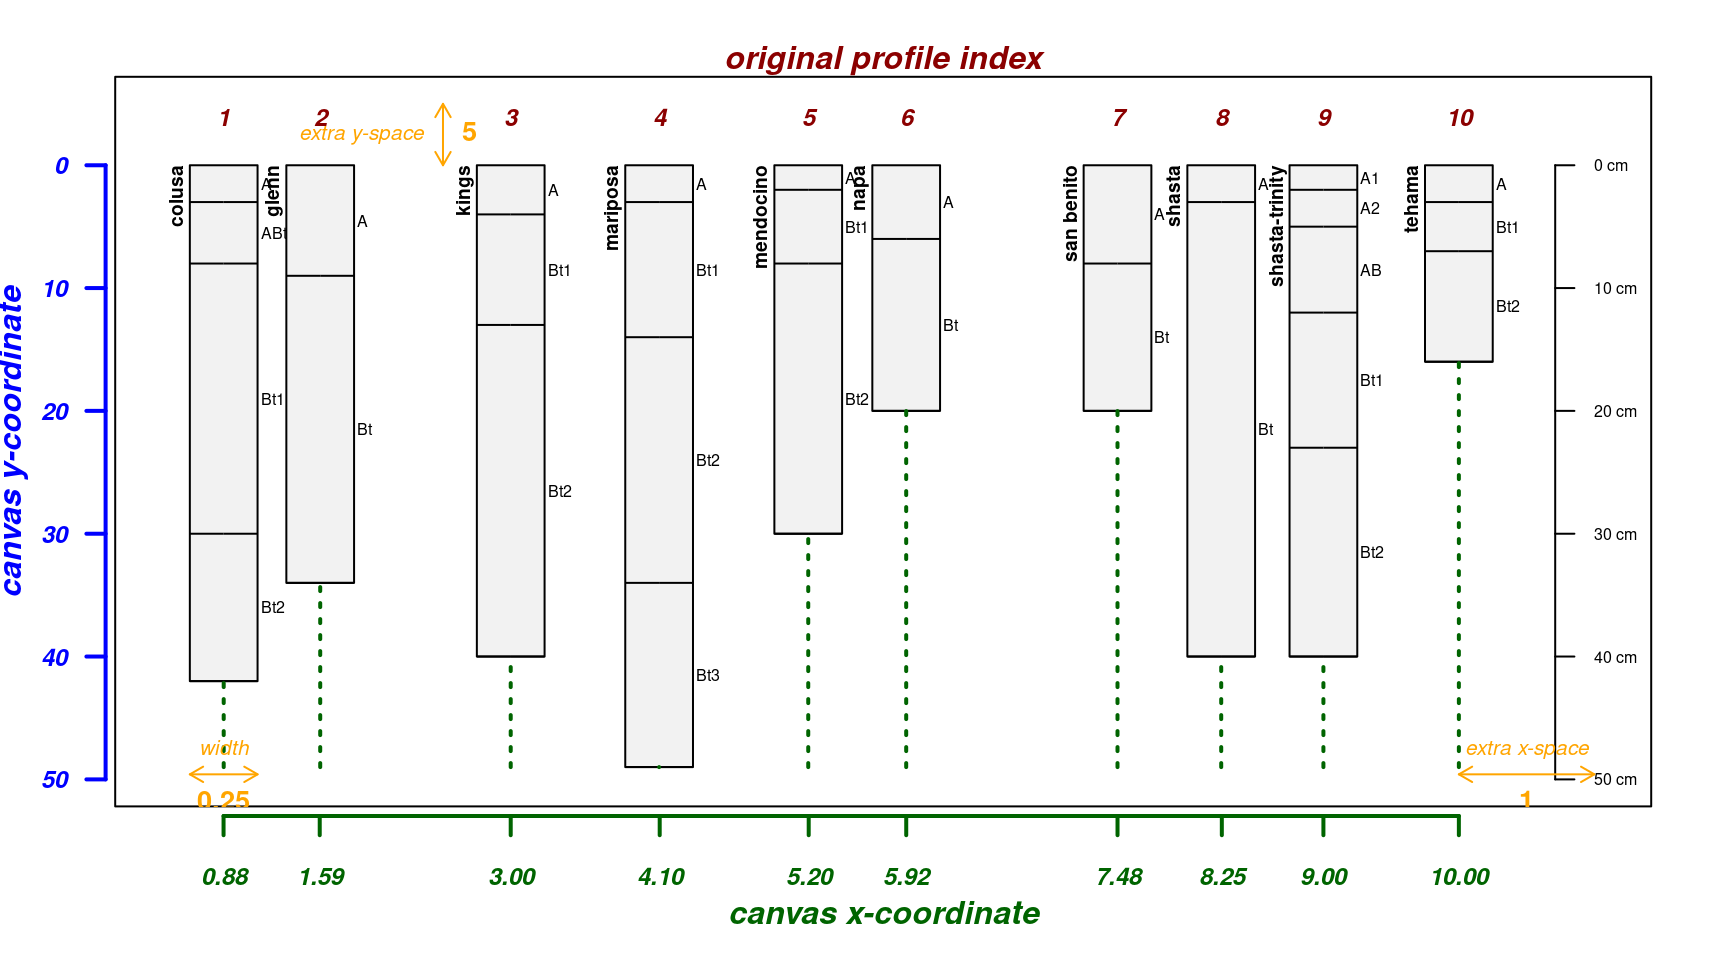 original profile index
1 2 3 4 5 6 7 8 9 10
extra y-space 5
canvas y-coordinate
0
10
20
30
40
50
colusa
A
ABt
Bt1
Bt2
glenn
A
Bt
kings
A
Bt1
Bt2
mariposa
A
Bt1
Bt2
Bt3
mendocino
A
Bt1
Bt2
napa
A
Bt
san benito
A
Bt
shasta
A
Bt
shasta-trinity
A1
A2
AB
Bt1
Bt2
tehama
A
Bt1
Bt2
0 cm
10 cm
20 cm
30 cm
40 cm
50 cm
width
0.25
extra x-space
1
0.88 1.59 3.00 4.10 5.20 5.92 7.48 8.25 9.00 10.00
canvas x-coordinate